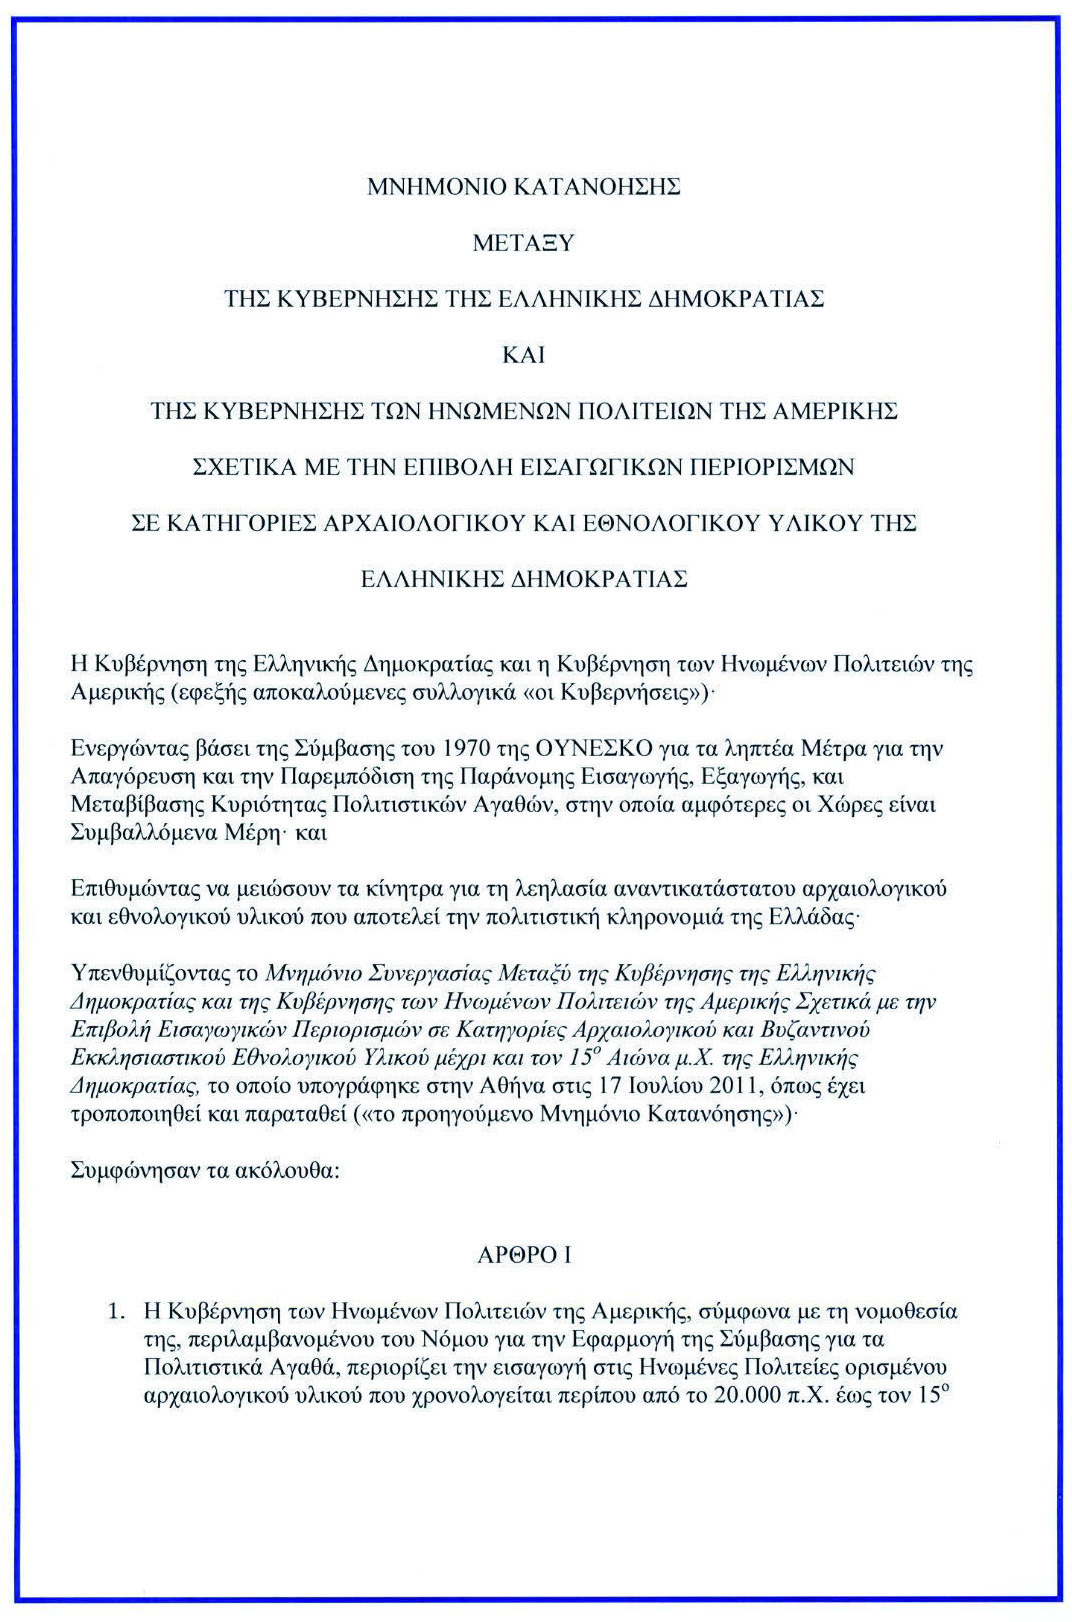 ΜΝΗΜΟΝΙΟ ΚΑΤΑΝΟΗΣΗΣ
ΜΕΤΑΞΥ
ΤΗΣ ΚΥΒΕΡΝΗΣΗΣ ΤΗΣ ΕΛΛΗΝΙΚΗΣ ΔΗΜΟΚΡΑΤΙΑΣ
ΚΑΙ
ΤΗΣ ΚΥΒΕΡΝΗΣΗΣ ΤΩΝ ΗΝΩΜΕΝΩΝ ΠΟΛΙΤΕΙΩΝ ΤΗΣ ΑΜΕΡΙΚΗΣ
ΣΧΕΤΙΚΑ ΜΕ ΤΗΝ ΕΠΙΒΟΛΗ ΕΙΣΑΓΩΓΙΚΩΝ ΠΕΡΙΟΡΙΣΜΩΝ
ΣΕ ΚΑΤΗΓΟΡΙΕΣ ΑΡΧΑΙΟΛΟΓΙΚΟΥ ΚΑΙ ΕΘΝΟΛΟΓΙΚΟΥ ΥΛΙΚΟΥ ΤΗΣ
ΕΛΛΗΝΙΚΗΣ ΔΗΜΟΚΡΑΤΙΑΣ
Η Κυβέρνηση της Ελληνικής Δημοκρατίας και η Κυβέρνηση των Ηνωμένων Πολιτειών της
Αμερικής (εφεξής αποκαλούμενες συλλογικά «οι Κυβερνήσεις»)·
Ενεργώντας βάσει της Σύμβασης του 1970 της ΟΥΝΕΣΚΟ για τα ληπτέα Μέτρα για την
Απαγόρευση και την Παρεμπόδιση της Παράνομης Εισαγωγής, Εξαγωγής, και
Μεταβίβασης Κυριότητας Πολιτιστικών Αγαθών, στην οποία αμφότερες οι Χώρες είναι
Συμβαλλόμενα Μέρη· και
Επιθυμώντας να μειώσουν τα κίνητρα για τη λεηλασία αναντικατάστατου αρχαιολογικού
και εθνολογικού υλικού που αποτελεί την πολιτιστική κληρονομιά της Ελλάδας·
Υπενθυμίζοντας το Μνημόνιο Συνεργασίας Μεταξύ της Κυβέρνησης της Ελληνικής
Δημοκρατίας και της Κυβέρνησης των Ηνωμένων Πολιτειών της Αμερικής Σχετικά με την
Επιβολή Εισαγωγικών Περιορισμών σε Κατηγορίες Αρχαιολογικού και Βυζαντινού
Εκκλησιαστικού Εθνολογικού Υλικού μέχρι και τον 15ο Αιώνα μ.Χ. της Ελληνικής
Δημοκρατίας, το οποίο υπογράφηκε στην Αθήνα στις 17 Ιουλίου 2011, όπως έχει
τροποποιηθεί και παραταθεί («το προηγούμενο Μνημόνιο Κατανόησης»)·
Συμφώνησαν τα ακόλουθα:
ΑΡΘΡΟ Ι
1. Η Κυβέρνηση των Ηνωμένων Πολιτειών της Αμερικής, σύμφωνα με τη νομοθεσία
της, περιλαμβανομένου του Νόμου για την Εφαρμογή της Σύμβασης για τα
Πολιτιστικά Αγαθά, περιορίζει την εισαγωγή στις Ηνωμένες Πολιτείες ορισμένου
αρχαιολογικού υλικού που χρονολογείται περίπου από το 20.000 π.Χ. έως τον 15ο